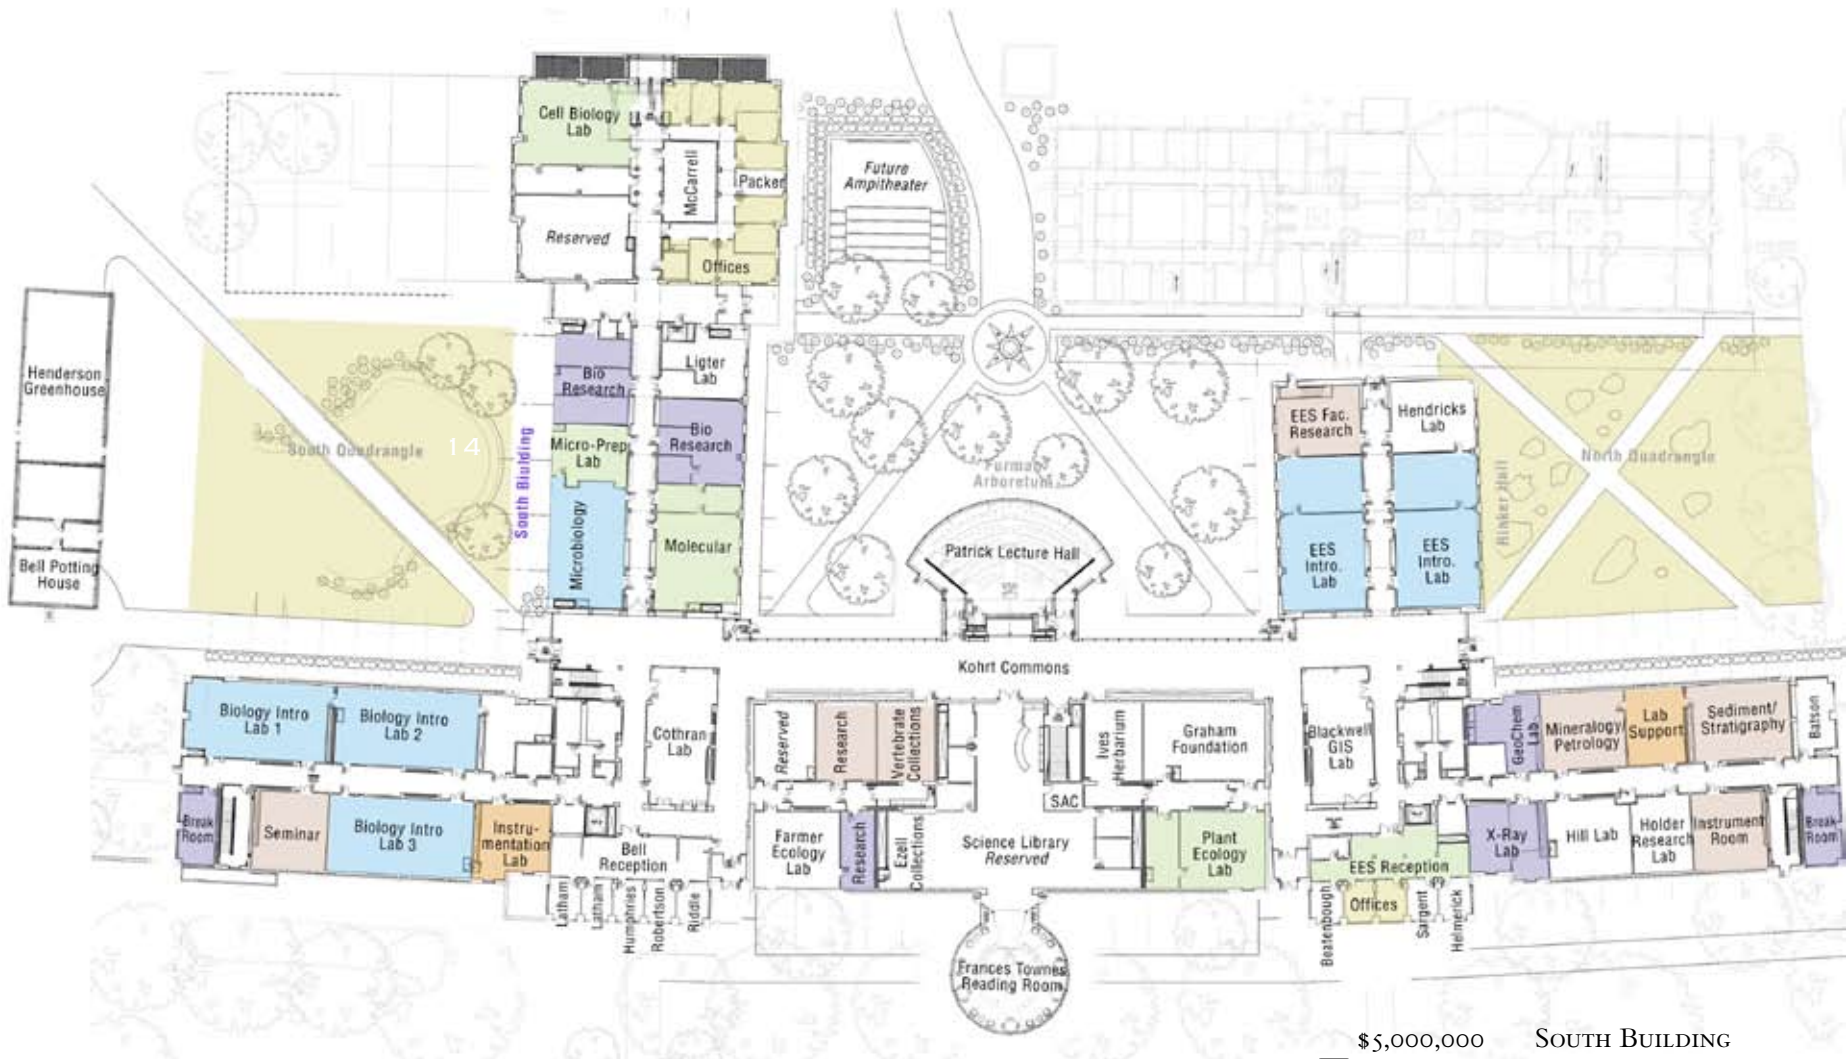 Cell Biology
Lab
McCarrell
Packer
Reserved
Offices
Future
Ampitheater
Henderson
Greenhouse
Bell Potting
House
South Quadrangle
14
South Biulding
Bio
Research
Ligter
Lab
Micro-Prep
Lab
Bio
Research
Microbiology
Molecular
Furman
Arboretum
Patrick Lecture Hall
EES Fac.
Research
Hendricks
Lab
EES
Intro.
Lab
EES
Intro.
Lab
Rinker Hall
North Quadrangle
Kohrt Commons
Biology Intro
Lab 1
Biology Intro
Lab 2
Cothran
Lab
Reserved
Research
Vertebrate
Collections
Ives
Herbarium
Graham
Foundation
Blackwell
GIS
Lab
GeoChem
Lab
Mineralogy/
Petrology
Lab
Support
Sediment/
Stratigraphy
Batson
SAC
Break
Room
Seminar
Biology Intro
Lab 3
Instru-
mentation
Lab
Bell
Reception
Farmer
Ecology
Lab
Research
Ezell
Collections
Science Library
Reserved
Plant
Ecology
Lab
EES Reception
X-Ray
Lab
Hill Lab
Holder
Research
Lab
Instrument
Room
Break
Room
Latham
Latham
Humphries
Robertson
Riddle
Beatenbough
Offices
Sargent
Helmerick
Frances Townes
Reading Room
$5,000,000 South Building